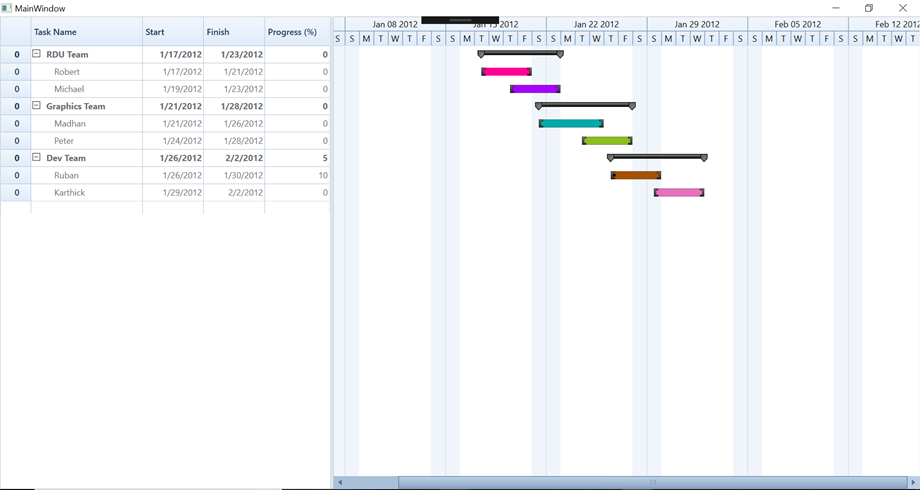 MainWindow
Task Name Start Finish Progress (%) Jan 08 2012 Jan 15 2012 Jan 22 2012 Jan 29 2012 Feb 05 2012 Feb 12 2012
S S M T W T F S S M T W T F S S M T W T F S S M T W T F S S M T W T F S S M T
0 RDU Team 1/17/2012 1/23/2012 0
0 Robert 1/17/2012 1/21/2012 0
0 Michael 1/19/2012 1/23/2012 0
0 Graphics Team 1/21/2012 1/28/2012 0
0 Madhan 1/21/2012 1/26/2012 0
0 Peter 1/24/2012 1/28/2012 0
0 Dev Team 1/26/2012 2/2/2012 5
0 Ruban 1/26/2012 1/30/2012 10
0 Karthick 1/29/2012 2/2/2012 0